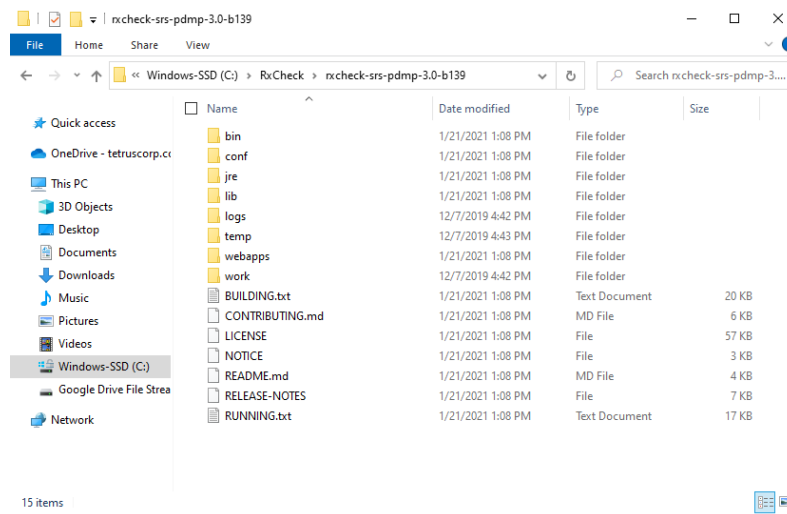 rxcheck-srs-pdmp-3.0-b139
File Home Share View
« Windows-SSD (C:) › RxCheck › rxcheck-srs-pdmp-3.0-b139
Search rxcheck-srs-pdmp-3....
Name Date modified Type Size
Quick access
OneDrive - tetruscorp.co
This PC
3D Objects
Desktop
Documents
Downloads
Music
Pictures
Videos
Windows-SSD (C:)
Google Drive File Strea
Network
bin 1/21/2021 1:08 PM File folder
conf 1/21/2021 1:08 PM File folder
jre 1/21/2021 1:08 PM File folder
lib 1/21/2021 1:08 PM File folder
logs 12/7/2019 4:42 PM File folder
temp 12/7/2019 4:43 PM File folder
webapps 1/21/2021 1:08 PM File folder
work 12/7/2019 4:42 PM File folder
BUILDING.txt 1/21/2021 1:08 PM Text Document 20 KB
CONTRIBUTING.md 1/21/2021 1:08 PM MD File 6 KB
LICENSE 1/21/2021 1:08 PM File 57 KB
NOTICE 1/21/2021 1:08 PM File 3 KB
README.md 1/21/2021 1:08 PM MD File 4 KB
RELEASE-NOTES 1/21/2021 1:08 PM File 7 KB
RUNNING.txt 1/21/2021 1:08 PM Text Document 17 KB
15 items